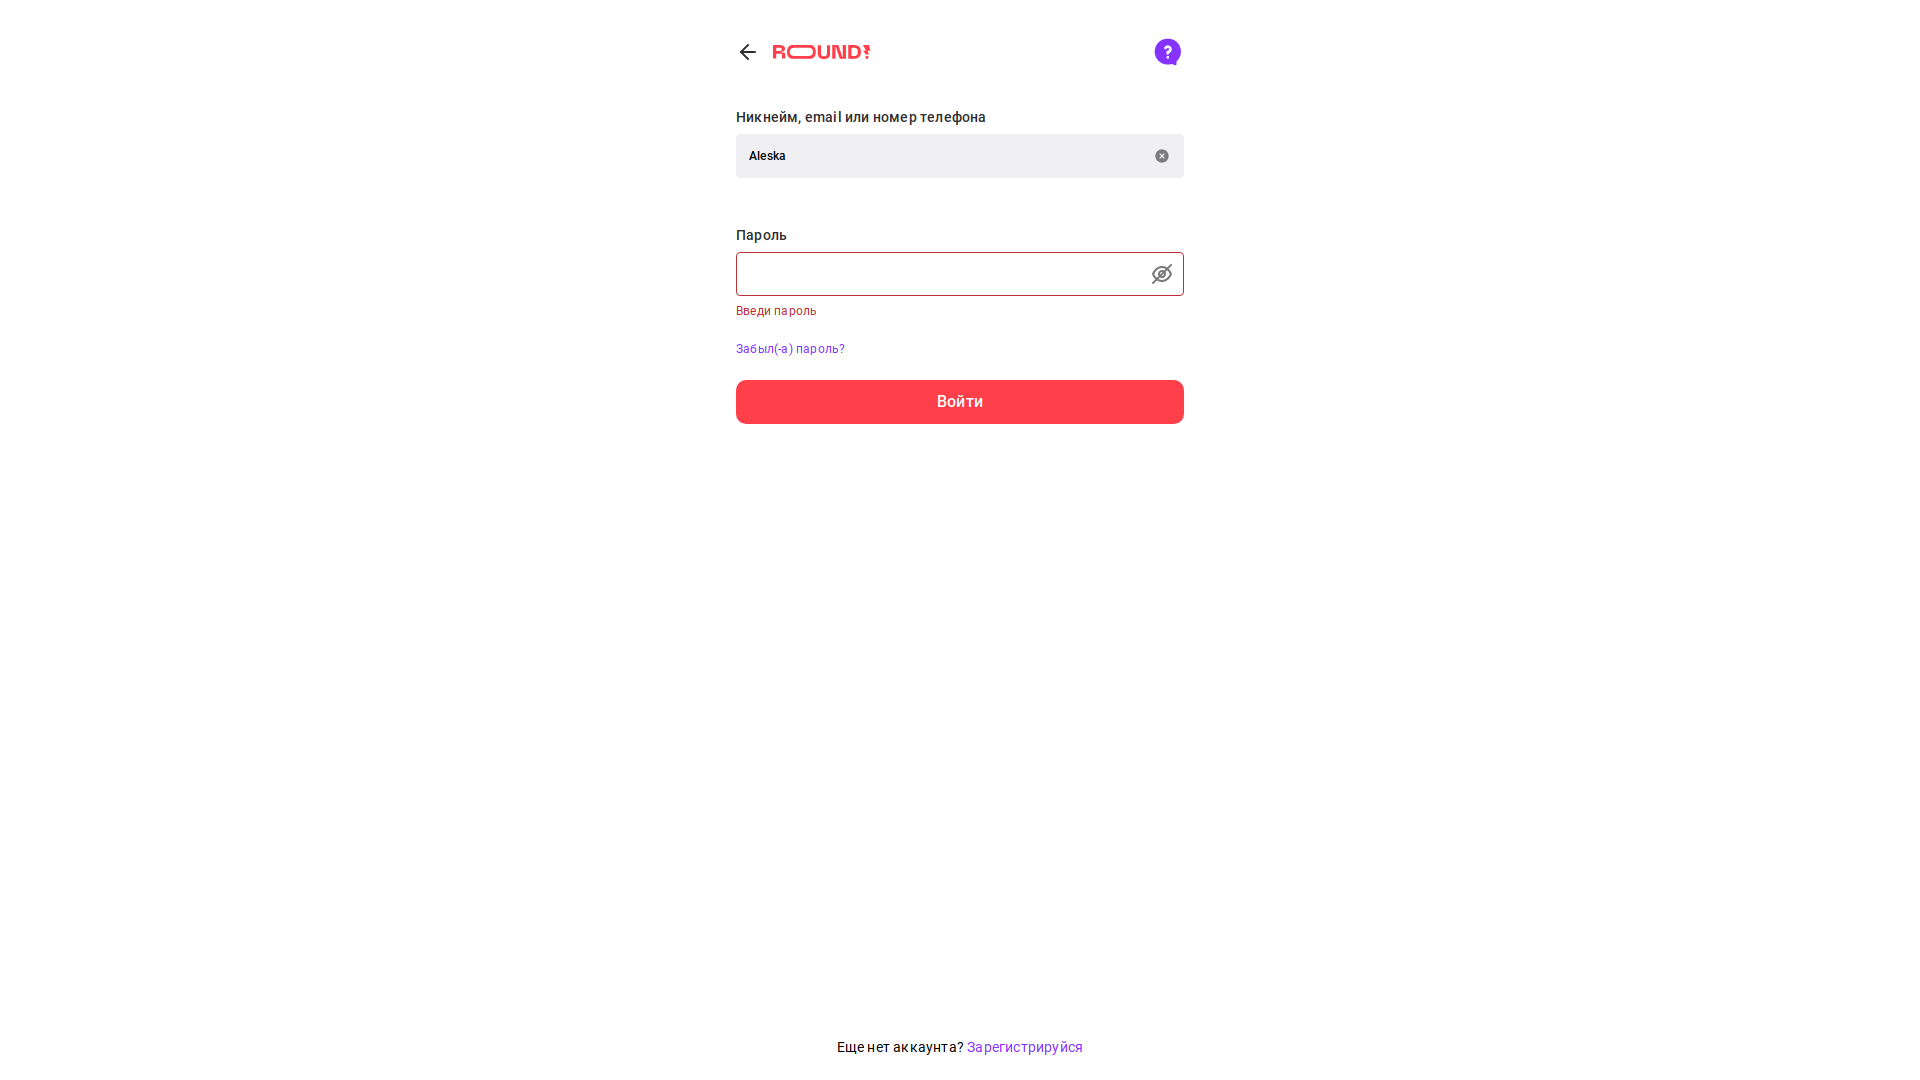 ROUND!
Никнейм, email или номер телефона
Aleska
Пароль
Введи пароль
Забыл(-а) пароль?
Войти
Еще нет аккаунта? Зарегистрируйся